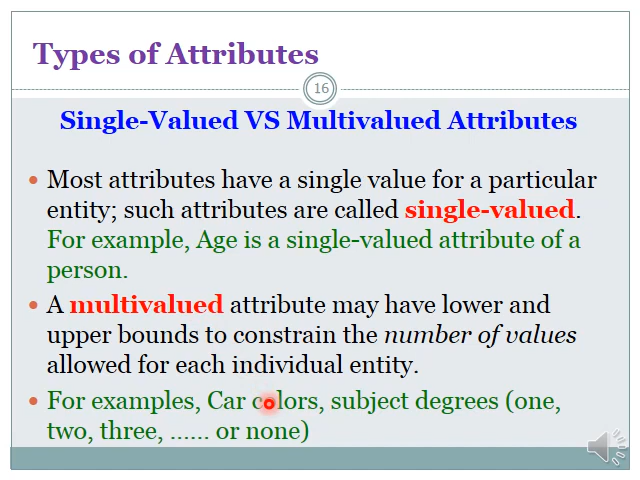 Types of Attributes
16
Single-Valued VS Multivalued Attributes
• Most attributes have a single value for a particular
entity; such attributes are called single-valued.
For example, Age is a single-valued attribute of a
person.
• A multivalued attribute may have lower and
upper bounds to constrain the number of values
allowed for each individual entity.
• For examples, Car colors, subject degrees (one,
two, three, …… or none)